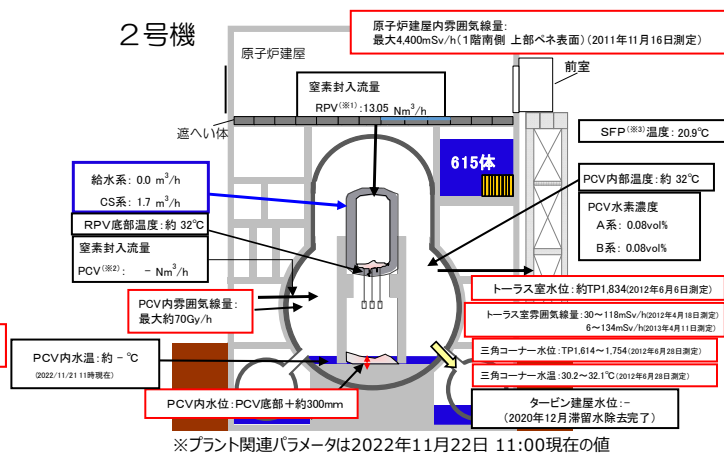 2号機
原子炉建屋
原子炉建屋内雰囲気線量:
最大4,400mSv/h(1階南側 上部ペネ表面)(2011年11月16日測定)
前室
窒素封入流量
RPV(※1):13.05 Nm³/h
遮へい体
SFP(※3)温度: 20.9℃
615体
給水系: 0.0 m³/h
CS系: 1.7 m³/h
PCV内部温度:約 32℃
PCV水素濃度
A系: 0.08vol%
B系: 0.08vol%
RPV底部温度:約 32℃
窒素封入流量
PCV(※2): - Nm³/h
トーラス室水位:約TP1,834(2012年6月6日測定)
PCV内雰囲気線量:
最大約70Gy/h
トーラス室雰囲気線量:30~118mSv/h(2012年4月18日測定)
6~134mSv/h(2013年4月11日測定)
三角コーナー水位:TP1,614~1,754(2012年6月28日測定)
PCV内水温:約 -℃
(2022/11/21 11時現在)
三角コーナー水温:30.2~32.1℃(2012年6月28日測定)
PCV内水位:PCV底部+約300mm
タービン建屋水位:-
(2020年12月滞留水除去完了)
※プラント関連パラメータは2022年11月22日 11:00現在の値